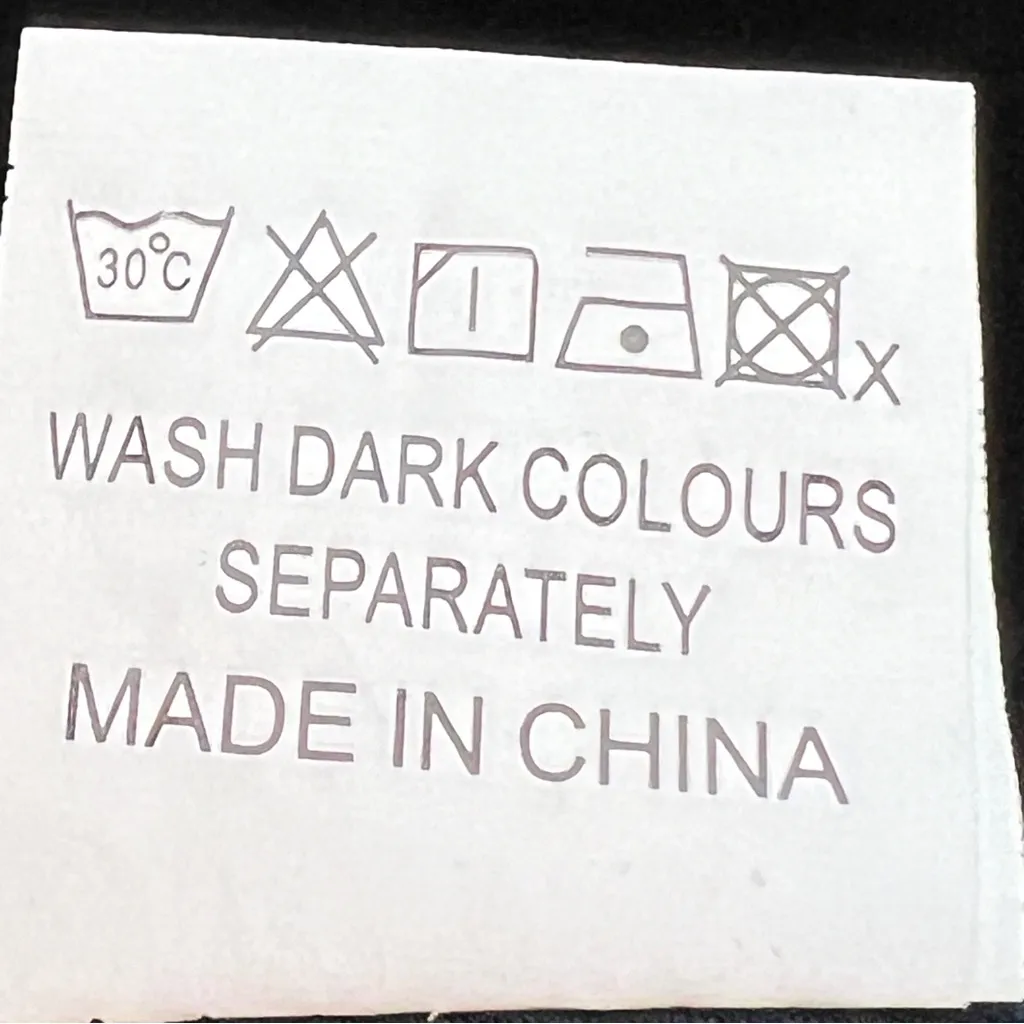 30°C
X
WASH DARK COLOURS
SEPARATELY
MADE IN CHINA